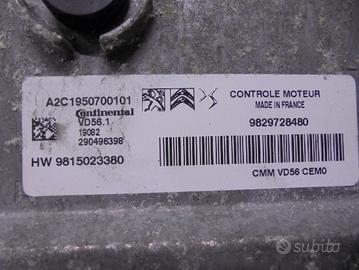 A2C1950700101
Continental
VD56.1
19082
290496398
HW 9815023380
CONTROLE MOTEUR
MADE IN FRANCE
9829728480
CMM VD56 CEM0
subito